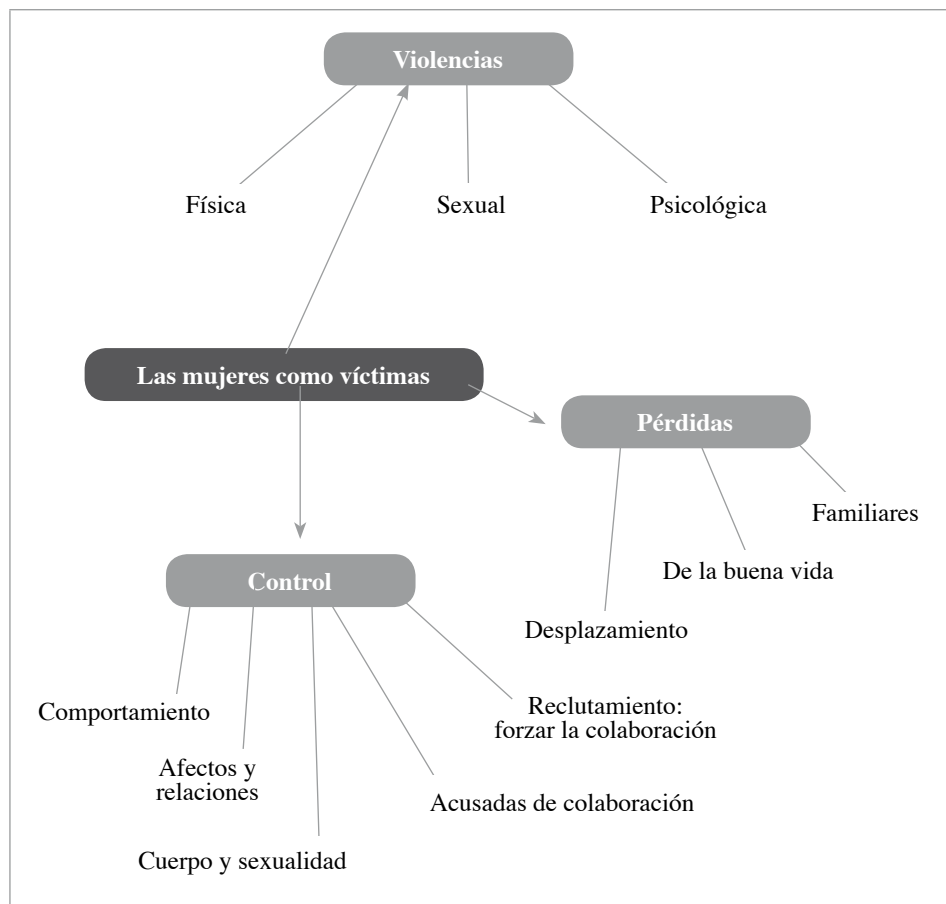 Violencias
Física
Sexual
Psicológica
Las mujeres como víctimas
Pérdidas
Familiares
De la buena vida
Desplazamiento
Control
Comportamiento
Afectos y
relaciones
Cuerpo y sexualidad
Acusadas de colaboración
Reclutamiento:
forzar la colaboración